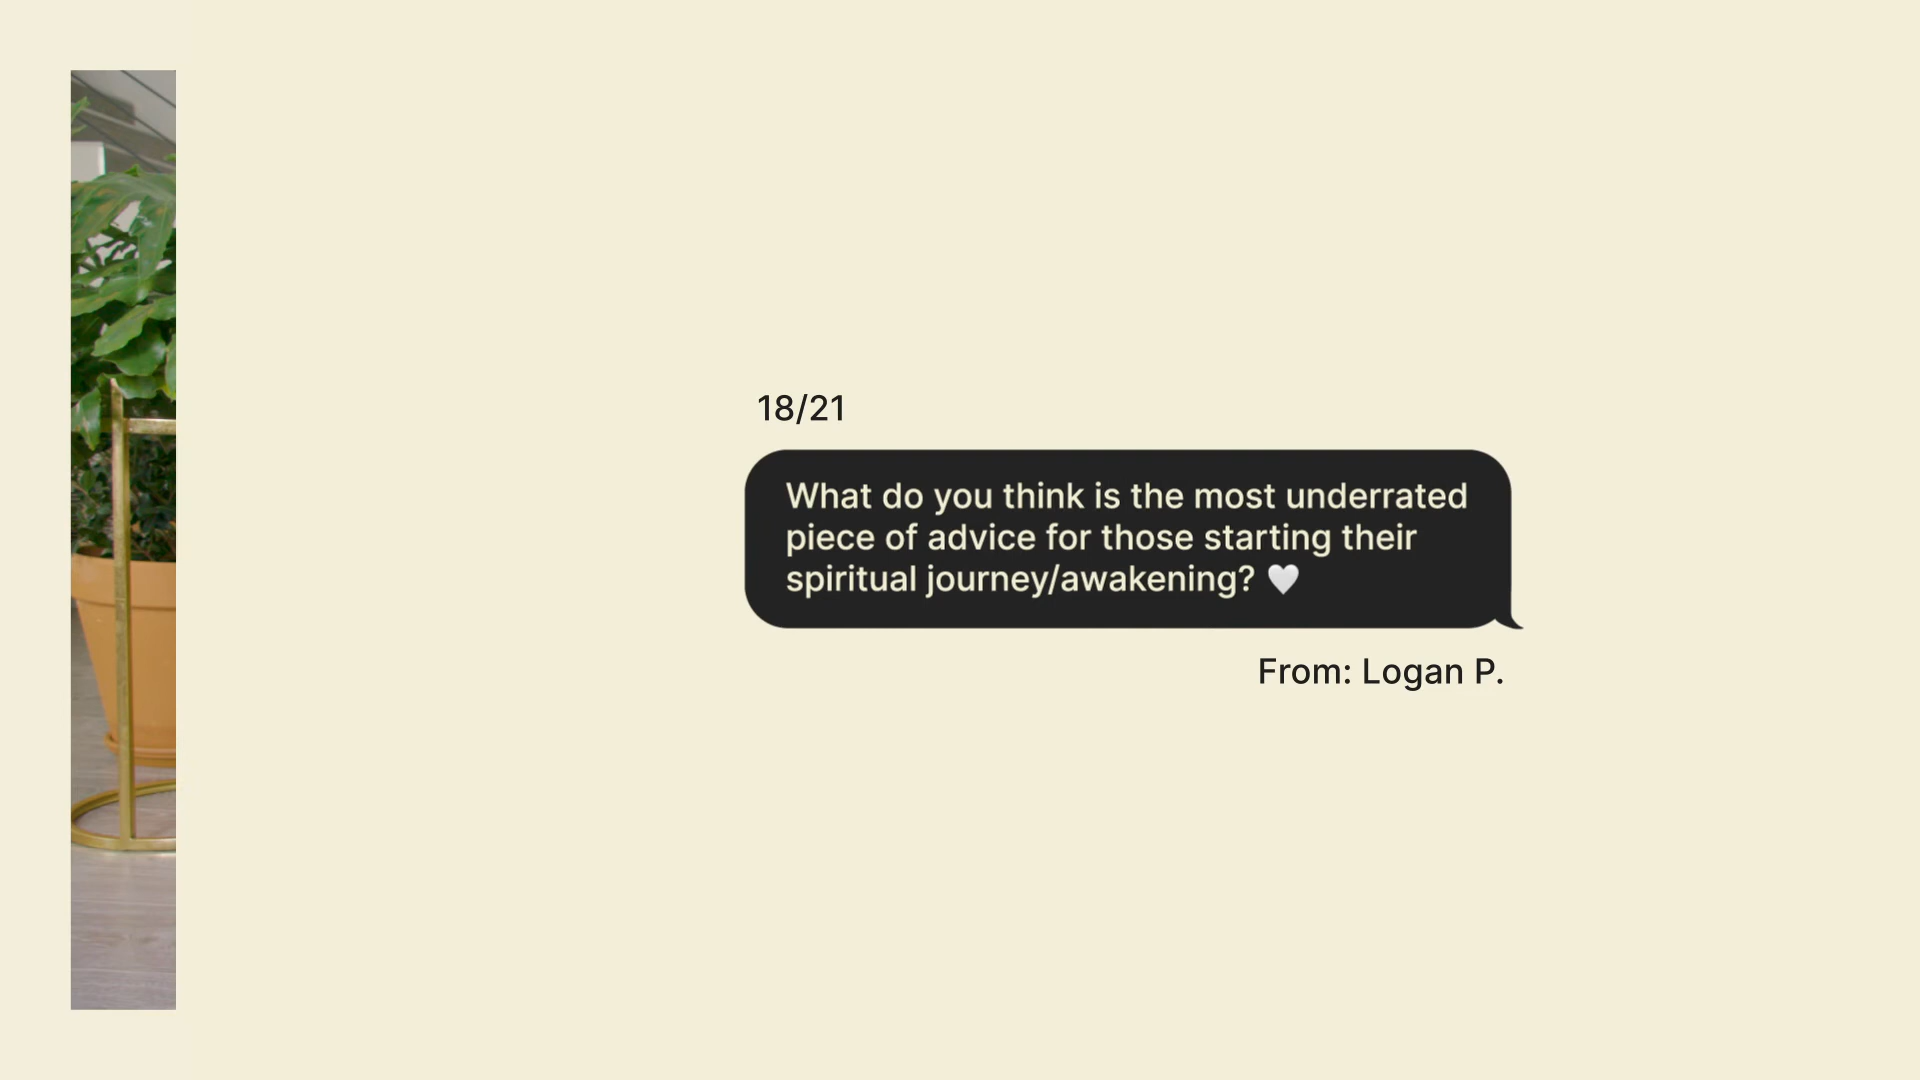 18/21
What do you think is the most underrated
piece of advice for those starting their
spiritual journey/awakening? 🤍
From: Logan P.